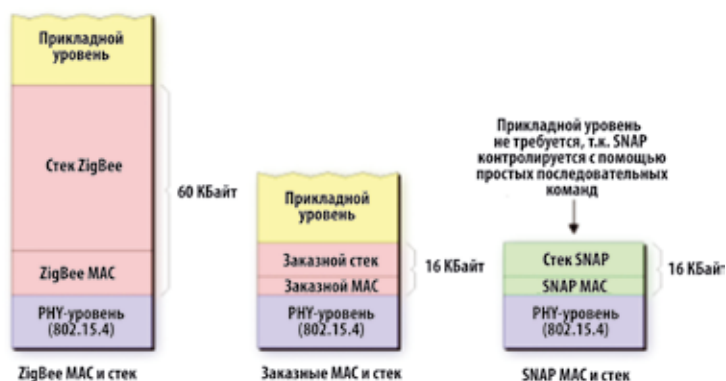 Прикладной
уровень
Стек ZigBee
ZigBee MAC
PHY-уровень
(802.15.4)
60 КБайт
ZigBee MAC и стек
Прикладной
уровень
Заказной стек
Заказной MAC
PHY-уровень
(802.15.4)
16 КБайт
Заказные MAC и стек
Прикладной уровень
не требуется, т.к. SNAP
контролируется с помощью
простых последовательных
команд
Стек SNAP
SNAP MAC
PHY-уровень
(802.15.4)
16 КБайт
SNAP MAC и стек